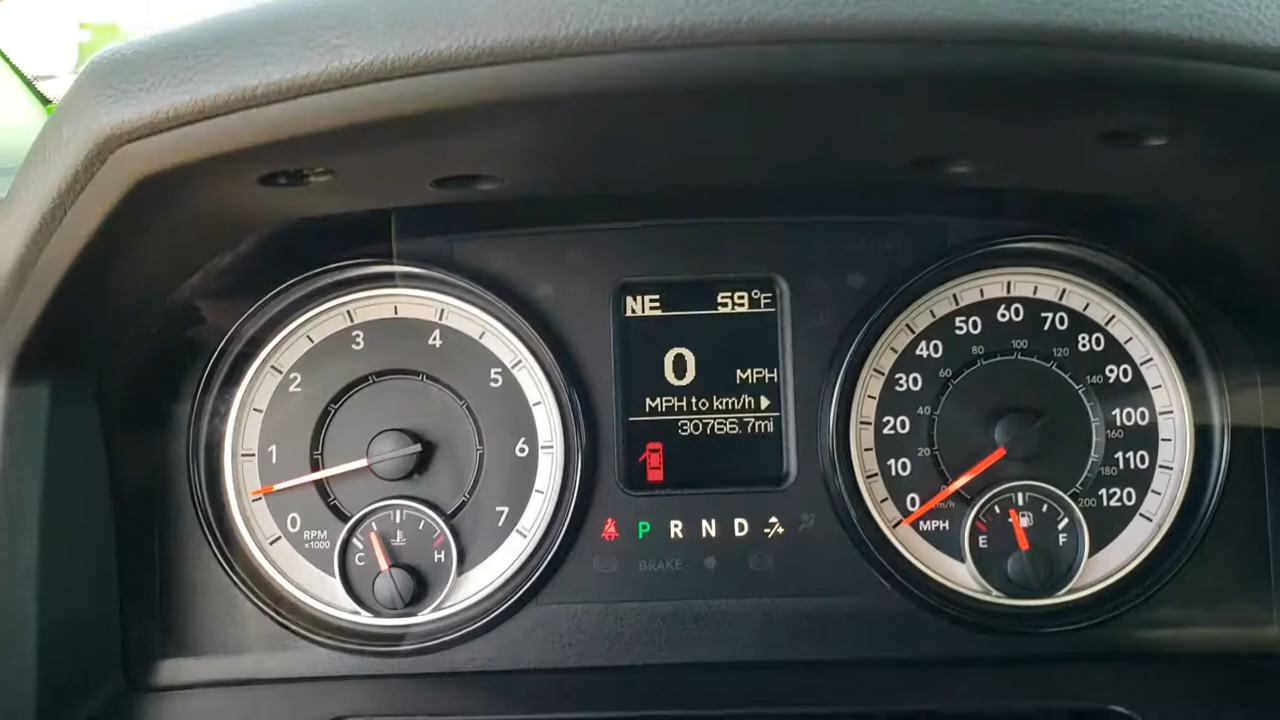 NE 59°F
0 MPH
MPH to km/h
30766.7mi
P R N D -/+
BRAKE
0 1 2 3 4 5 6 7
RPM
x1000
C H
0 10 20 30 40 50 60 70 80 90 100 110 120
20 40 60 80 100 120 140 160 180 200
km/h
MPH
E F